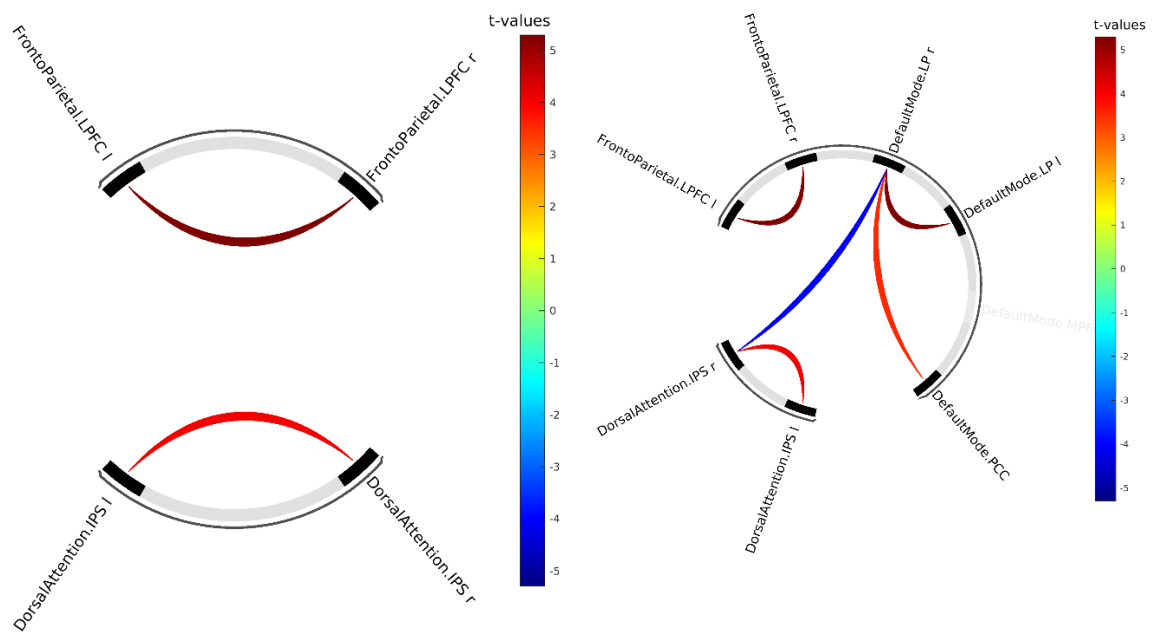 t-values
FrontoParietal.LPFC l
FrontoParietal.LPFC r
DorsalAttention.IPS l
DorsalAttention.IPS r
5
4
3
2
1
0
-1
-2
-3
-4
-5
t-values
FrontoParietal.LPFC l
FrontoParietal.LPFC r
DefaultMode.LP r
DefaultMode.LP l
DefaultMode.MPF
DefaultMode.PCC
DorsalAttention.IPS r
DorsalAttention.IPS l
5
4
3
2
1
0
-1
-2
-3
-4
-5